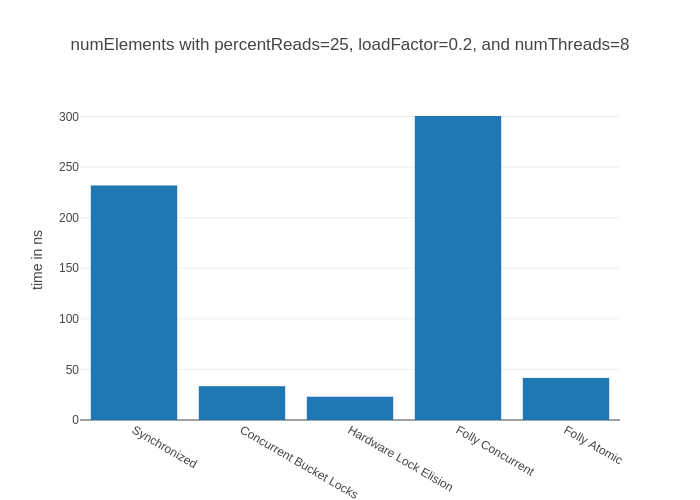 numElements with percentReads=25, loadFactor=0.2, and numThreads=8
300
250
200
150
100
50
0
time in ns
Synchronized
Concurrent Bucket Locks
Hardware Lock Elision
Folly Concurrent
Folly Atomic